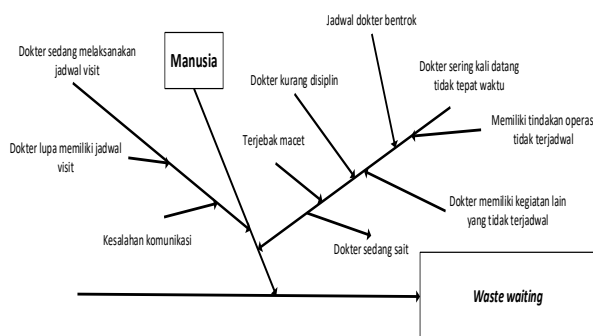 Jadwal dokter bentrok
Dokter sedang melaksanakan
jadwal visit
Manusia
Dokter kurang disiplin
Dokter sering kali datang
tidak tepat waktu
Memiliki tindakan operas
tidak terjadwal
Terjebak macet
Dokter lupa memiliki jadwal
visit
Dokter memiliki kegiatan lain
yang tidak terjadwal
Kesalahan komunikasi
Dokter sedang sait
Waste waiting